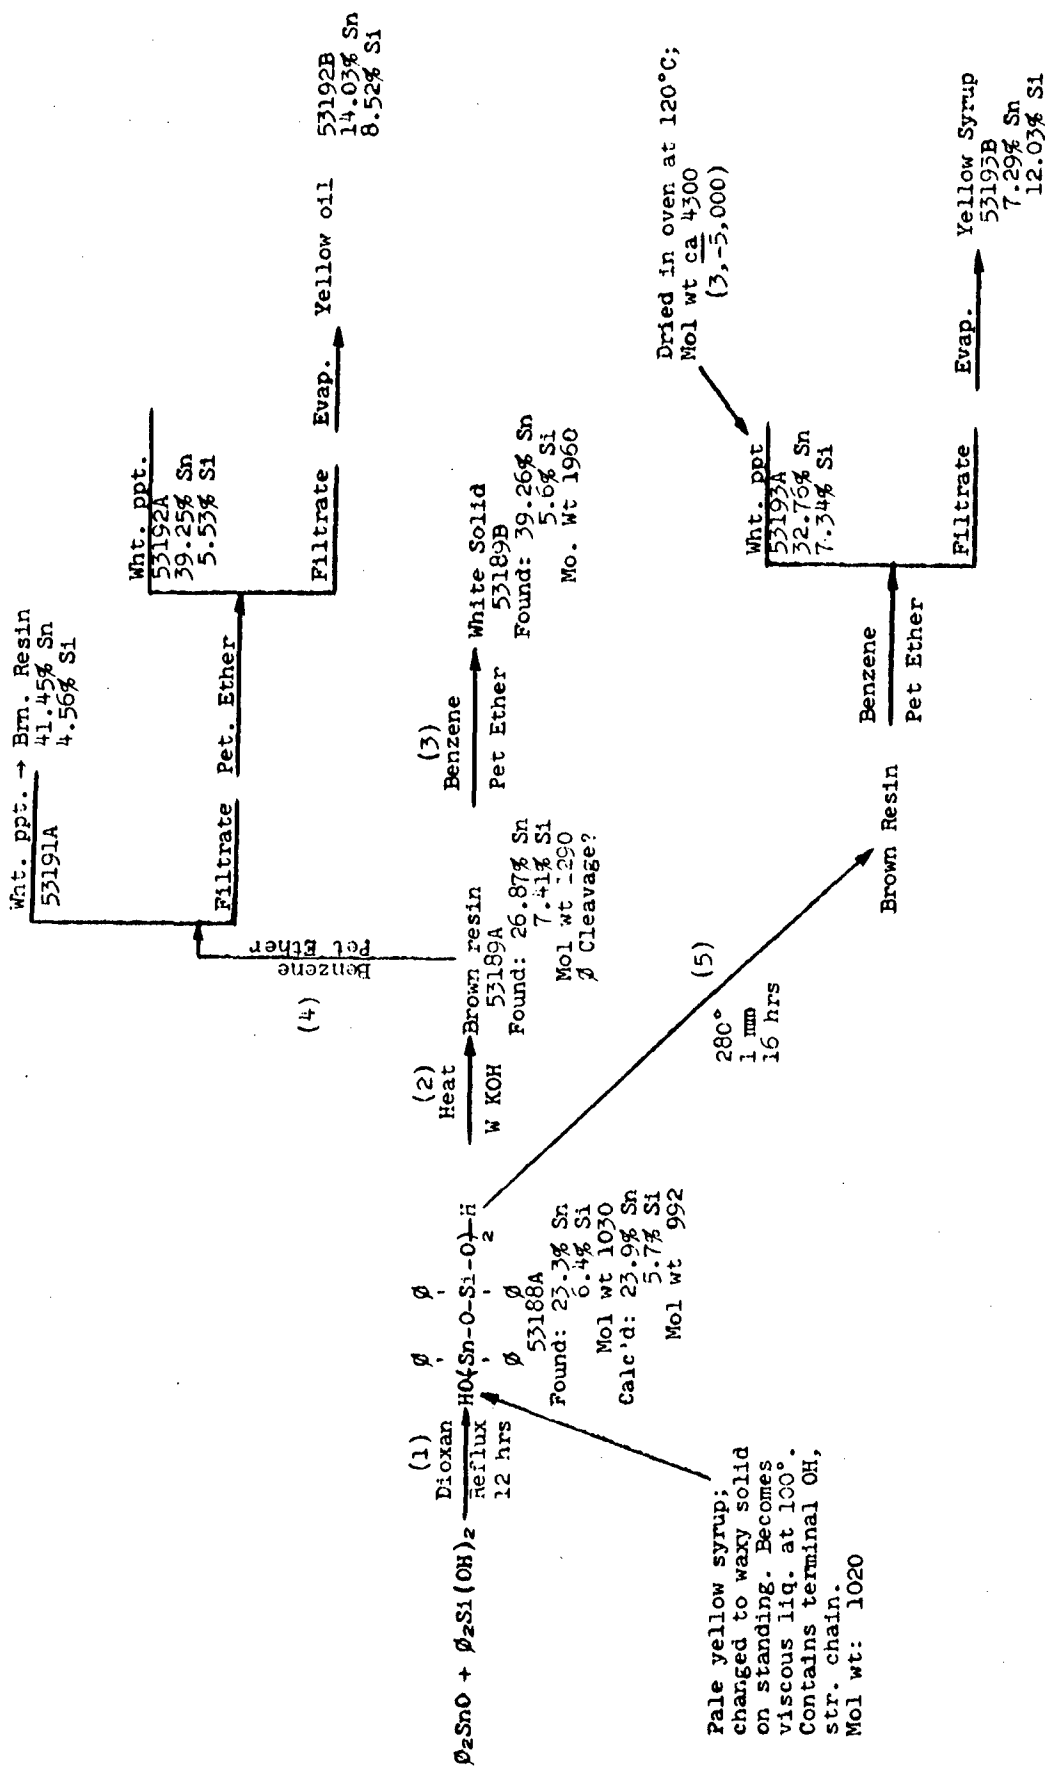 Ø₂SnO + Ø₂Si(OH)₂
(1)
Dioxan
Reflux
12 hrs
Ø Ø
HO(Sn-O-Si-O)₂H
Ø Ø
53188A
Found: 23.3% Sn
6.4% Si
Mol wt 1030
Calc'd: 23.9% Sn
5.7% Si
Mol wt 992
Pale yellow syrup;
changed to waxy solid
on standing. Becomes
viscous liq. at 100°.
Contains terminal OH,
str. chain.
Mol wt: 1020
(2)
Heat
W KOH
Brown resin
53189A
Found: 26.87% Sn
7.41% Si
Mol wt 1290
Ø Cleavage?
(3)
Benzene
Pet Ether
White Solid
53189B
Found: 39.26% Sn
5.6% Si
Mo. Wt 1960
(4)
Benzene
Pet Ether
Wht. ppt. → Brn. Resin
53191A
41.45% Sn
4.56% Si
Filtrate
Pet. Ether
Wht. ppt.
53192A
39.25% Sn
5.53% Si
Filtrate
Evap.
Yellow oil
53192B
14.03% Sn
8.52% Si
(5)
280°
1 mm
16 hrs
Brown Resin
Benzene
Pet Ether
Wht. ppt
53193A
32.76% Sn
7.34% Si
Dried in oven at 120°C;
Mol wt ca 4300
(3,-5,000)
Filtrate
Evap.
Yellow Syrup
53193B
7.29% Sn
12.03% Si